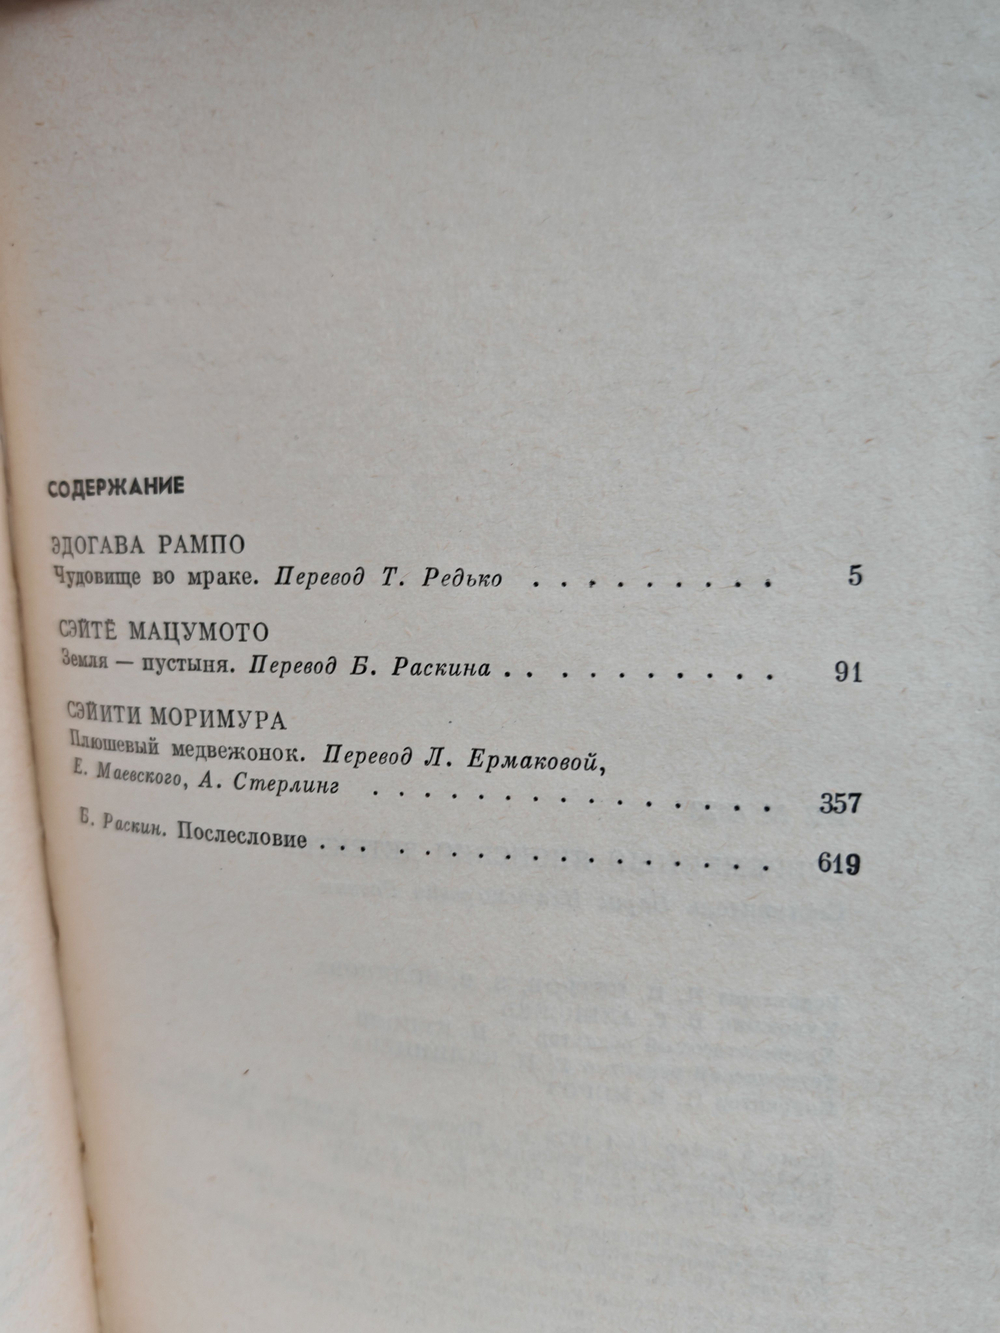 СОДЕРЖАНИЕ
ЭДОГАВА РАМПО
Чудовище во мраке. Перевод Т. Редько . . . . . . . . . 5
СЭЙТЁ МАЦУМОТО
Земля — пустыня. Перевод Б. Раскина . . . . . . . . . . 91
СЭЙИТИ МОРИМУРА
Плюшевый медвежонок. Перевод Л. Ермаковой,
Е. Маевского, А. Стерлинг . . . . . . . . . . . . . . . . 357
Б. Раскин. Послесловие . . . . . . . . . . . . . . . . . . 619